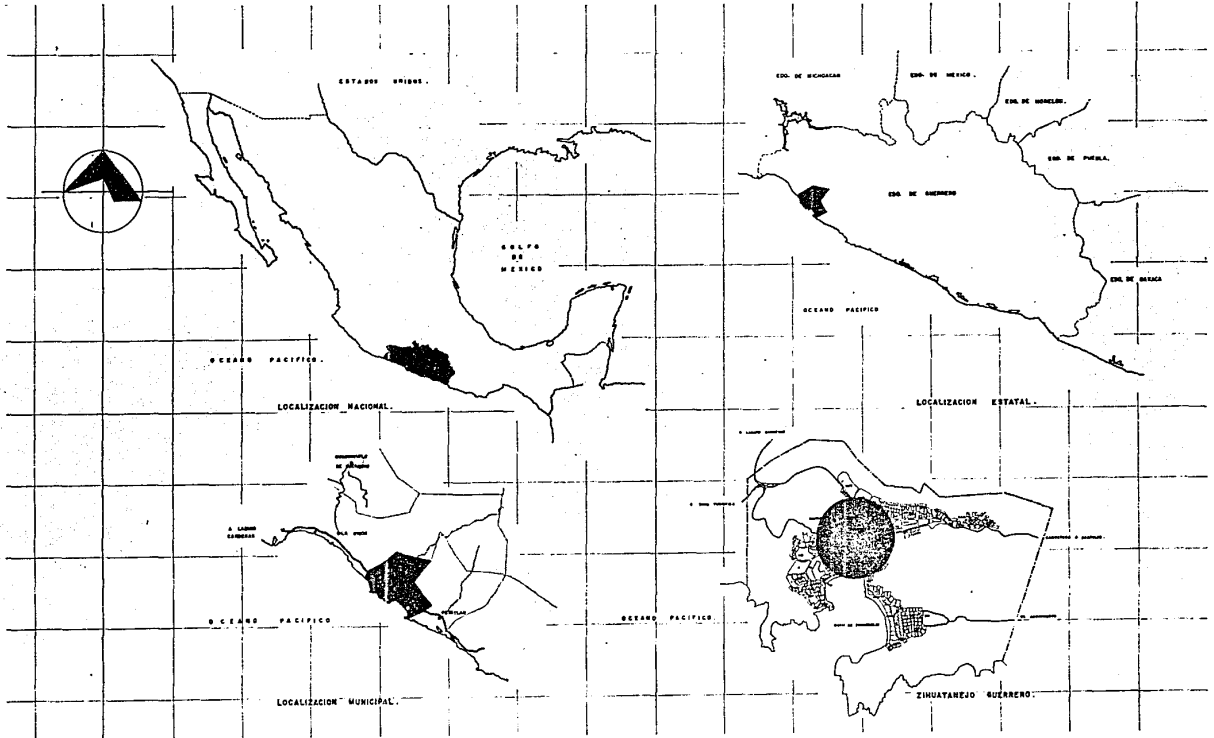 ESTADOS UNIDOS.
GOLFO
DE
MEXICO
OCEANO PACIFICO.
LOCALIZACION NACIONAL.
EDO. DE MICHOACAN
EDO. DE MEXICO.
EDO. DE MORELOS.
EDO. DE PUEBLA.
EDO. DE GUERRERO
EDO. DE OAXACA
OCEANO PACIFICO
LOCALIZACION ESTATAL.
A LAZARO
CARDENAS
PETATLAN
OCEANO PACIFICO
LOCALIZACION MUNICIPAL.
OCEANO PACIFICO.
ZIHUATANEJO GUERRERO.